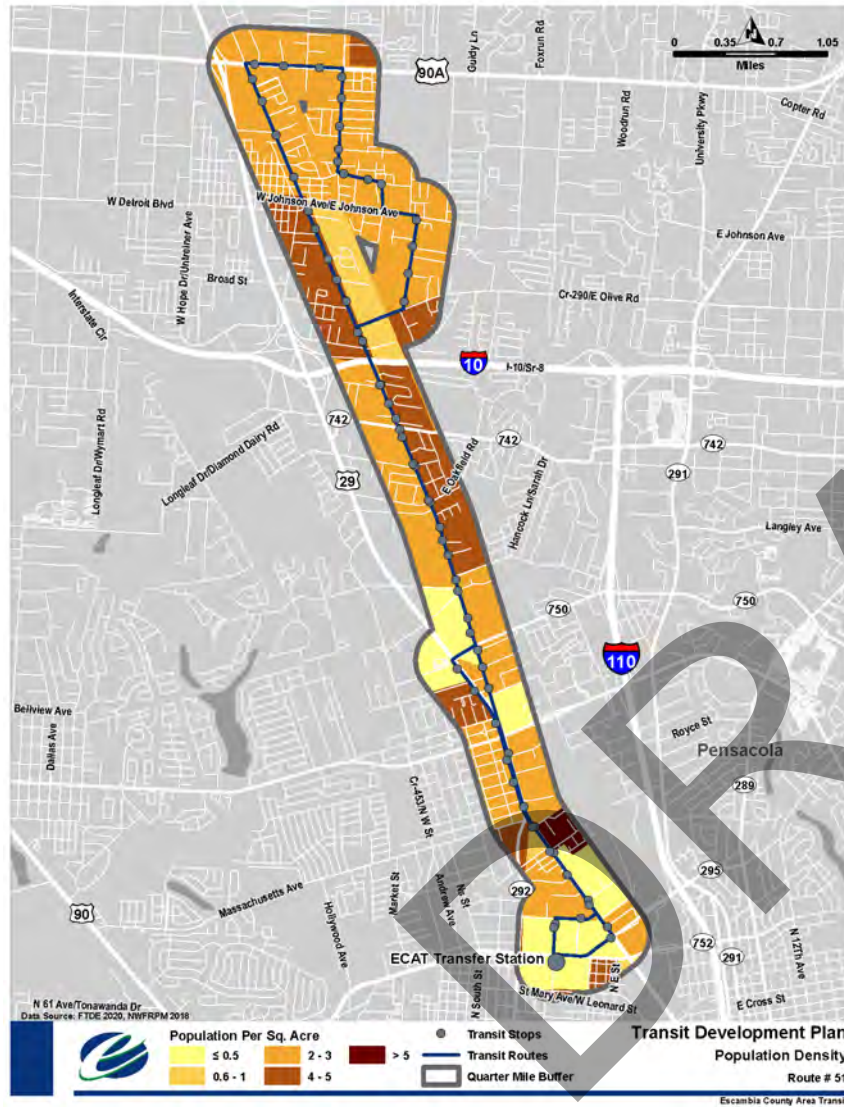 N
0 0.35 0.7 1.05
Miles
Guidy Ln
Foxrun Rd
90A
Woodrun Rd
University Pkwy
Copter Rd
W Detroit Blvd
W Johnson Ave/E Johnson Ave
E Johnson Ave
W Hope Dr/Untreiner Ave
Broad St
Cr-290/E Olive Rd
Interstate Cir
10
I-10/Sr-8
Longleaf Dr/Wymart Rd
742
742
742
Longleaf Dr/Diamond Dairy Rd
E Oakfield Rd
291
29
Hancock Ln/Sarah Dr
Langley Ave
750
750
110
Bellview Ave
Dallas Ave
Royce St
Pensacola
289
Cr-453/N W St
295
Massachusetts Ave
Market St
Andrew Ave
No St
292
90
Hollywood Ave
752
291
N 12Th Ave
ECAT Transfer Station
N South St
N E St
St Mary Ave/W Leonard St
E Cross St
N 61 Ave/Tonawanda Dr
Data Source: FTDE 2020, NWFRPM 2016
DR
Population Per Sq. Acre
≤ 0.5
2 - 3
> 5
0.6 - 1
4 - 5
Transit Stops
Transit Routes
Quarter Mile Buffer
Transit Development Plan
Population Density
Route # 51
Escambia County Area Transi